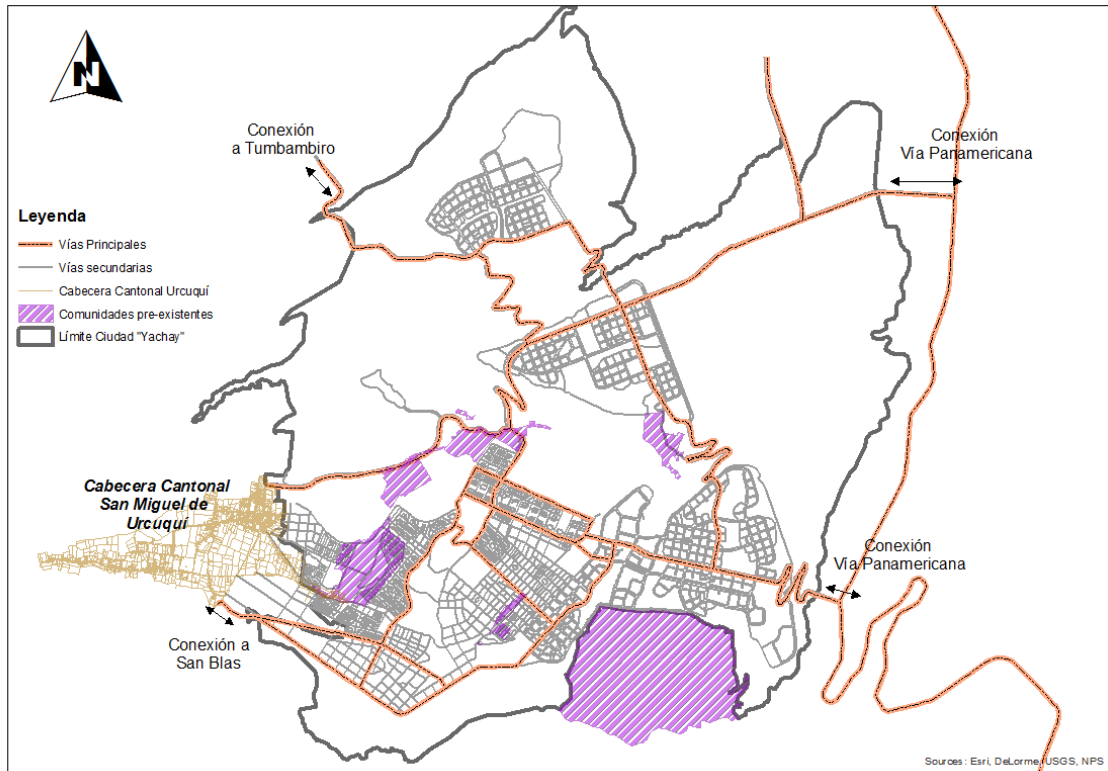 N
Conexión
a Tumbambiro
Conexión
Vía Panamericana
Leyenda
Vías Principales
Vías secundarias
Cabecera Cantonal Urcuquí
Comunidades pre-existentes
Límite Ciudad "Yachay"
Cabecera Cantonal
San Miguel de
Urcuquí
Conexión
Vía Panamericana
Conexión a
San Blas
Sources: Esri, DeLorme, USGS, NPS